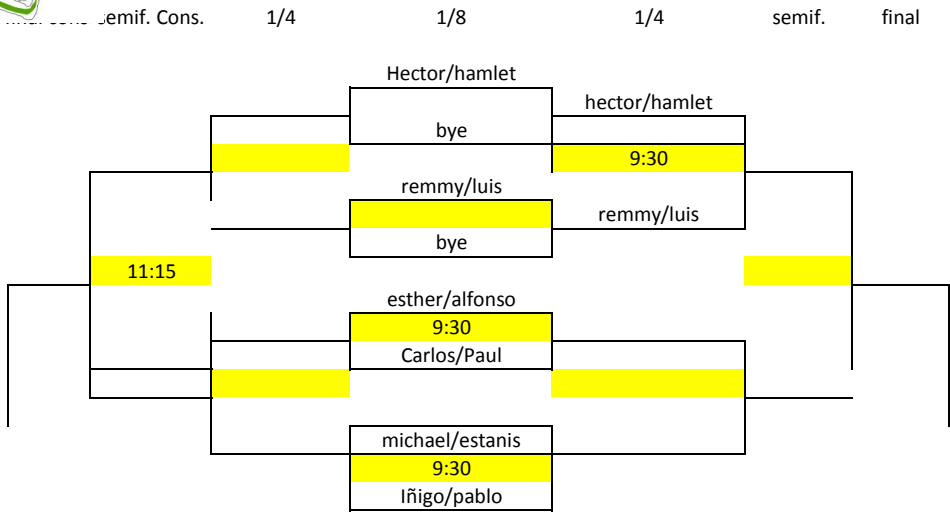 semif. Cons. 1/4 1/8 1/4 semif. final
Hector/hamlet
hector/hamlet
bye
9:30
remmy/luis
remmy/luis
bye
11:15
esther/alfonso
9:30
Carlos/Paul
michael/estanis
9:30
Iñigo/pablo